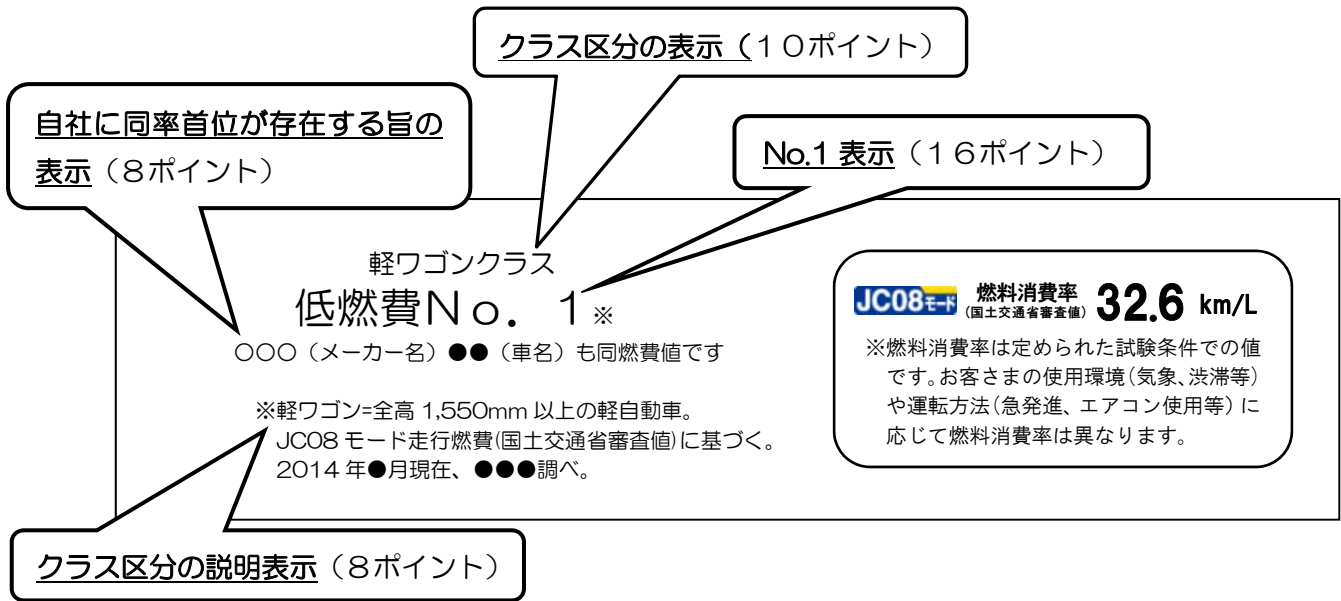 クラス区分の表示（１０ポイント）
自社に同率首位が存在する旨の
表示（８ポイント）
No.1 表示（１６ポイント）
軽ワゴンクラス
低燃費Ｎｏ．１※
○○○（メーカー名）●●（車名）も同燃費値です
※軽ワゴン=全高 1,550mm 以上の軽自動車。
JC08 モード走行燃費(国土交通省審査値)に基づく。
2014 年●月現在、●●●調べ。
JC08モード 燃料消費率 32.6 km/L
(国土交通省審査値)
※燃料消費率は定められた試験条件での値
です。お客さまの使用環境（気象、渋滞等）
や運転方法（急発進、エアコン使用等）に
応じて燃料消費率は異なります。
クラス区分の説明表示（８ポイント）